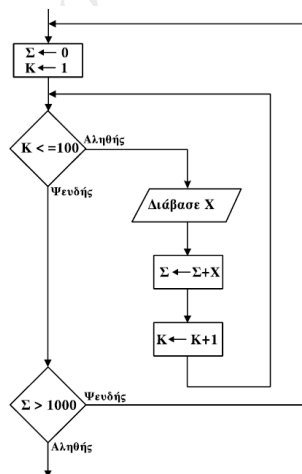 Σ ← 0
Κ ← 1
Κ < =100
Αληθής
Ψευδής
Διάβασε Χ
Σ ← Σ+Χ
Κ ← Κ+1
Σ > 1000
Ψευδής
Αληθής